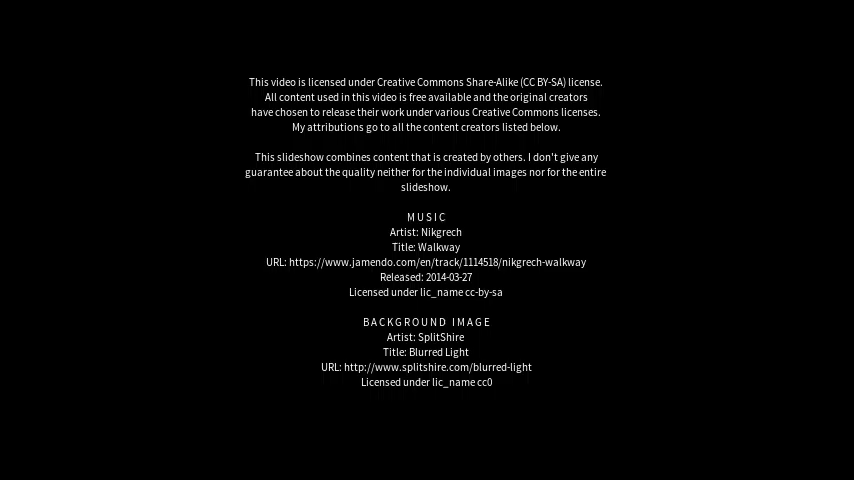 This video is licensed under Creative Commons Share-Alike (CC BY-SA) license.
All content used in this video is free available and the original creators
have chosen to release their work under various Creative Commons licenses.
My attributions go to all the content creators listed below.
This slideshow combines content that is created by others. I don't give any
guarantee about the quality neither for the individual images nor for the entire
slideshow.
MUSIC
Artist: Nikgrech
Title: Walkway
URL: https://www.jamendo.com/en/track/1114518/nikgrech-walkway
Released: 2014-03-27
Licensed under lic_name cc-by-sa
BACKGROUND IMAGE
Artist: SplitShire
Title: Blurred Light
URL: http://www.splitshire.com/blurred-light
Licensed under lic_name cc0